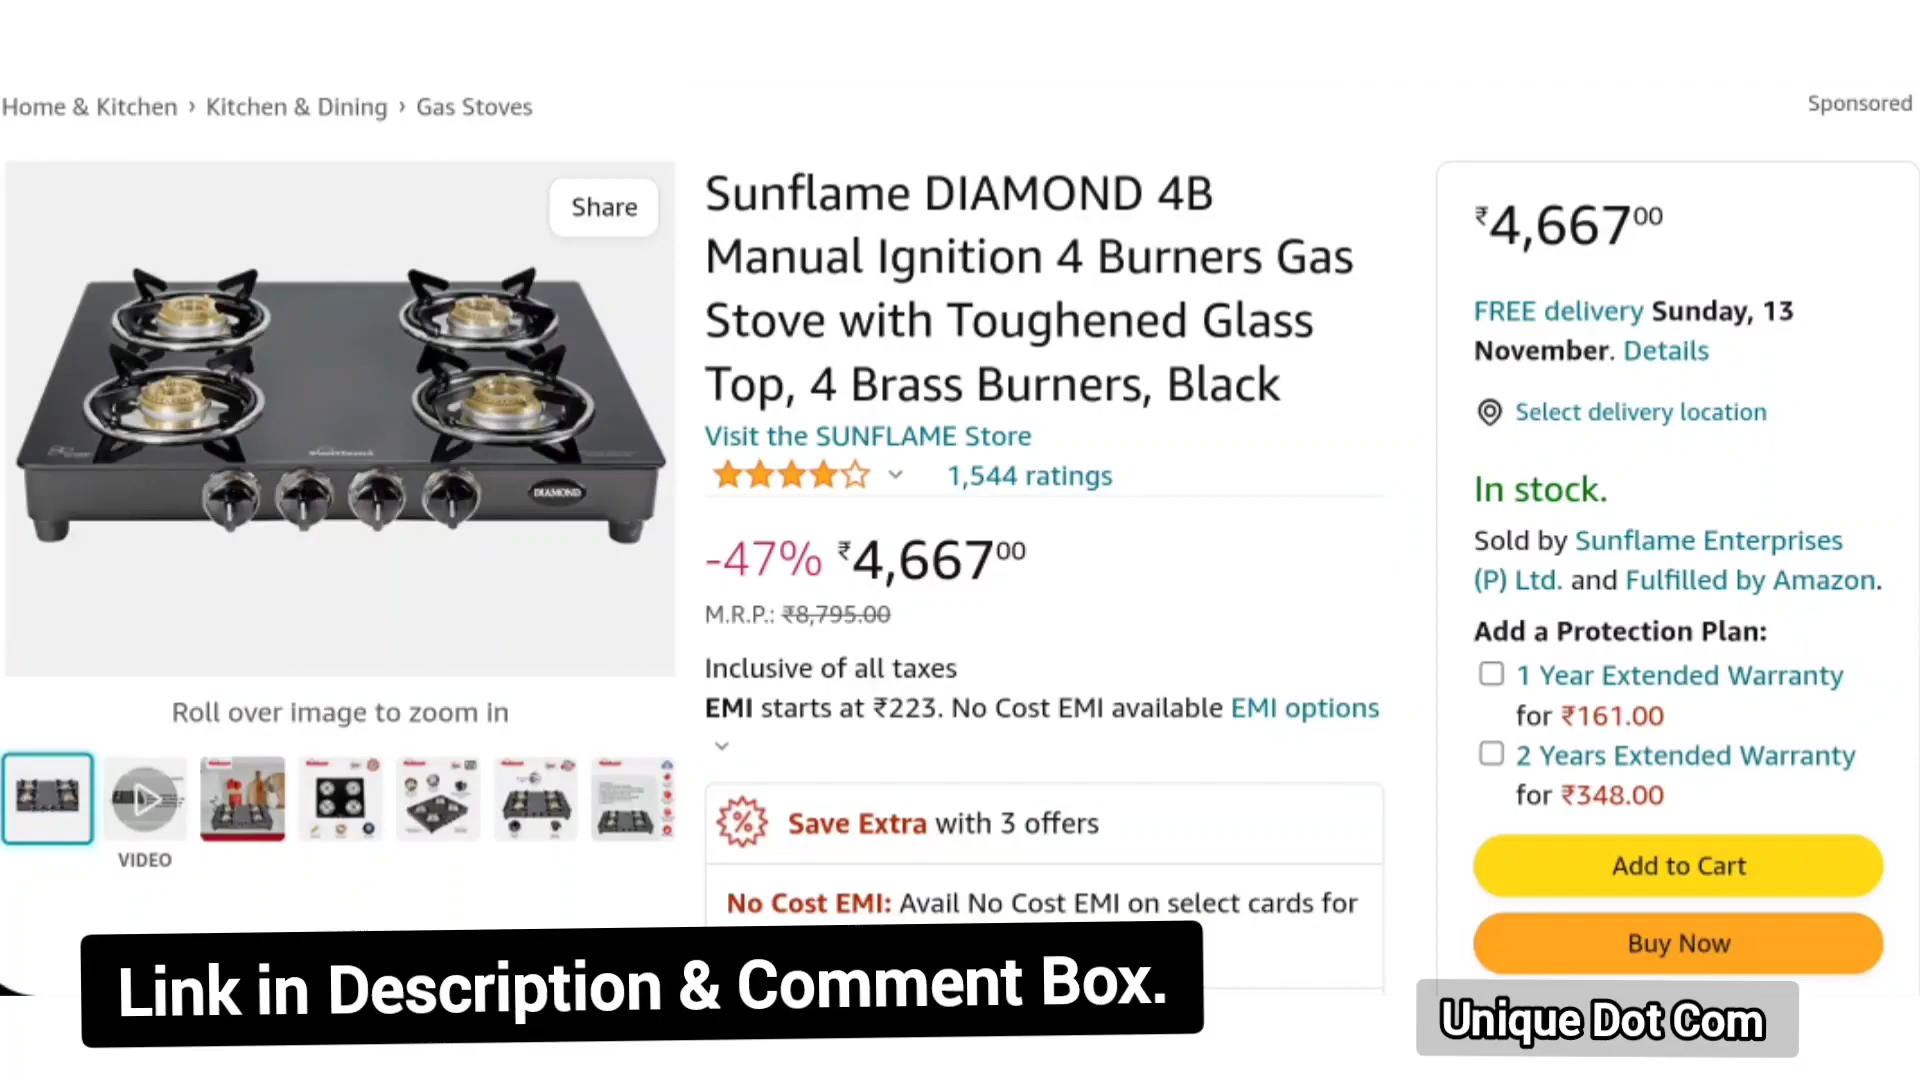 Home & Kitchen › Kitchen & Dining › Gas Stoves
Sponsored
Share
DIAMOND
Roll over image to zoom in
VIDEO
Sunflame DIAMOND 4B
Manual Ignition 4 Burners Gas
Stove with Toughened Glass
Top, 4 Brass Burners, Black
Visit the SUNFLAME Store
1,544 ratings
-47% ₹4,66700
M.R.P.: ₹8,795.00
Inclusive of all taxes
EMI starts at ₹223. No Cost EMI available EMI options
Save Extra with 3 offers
No Cost EMI: Avail No Cost EMI on select cards for
₹4,66700
FREE delivery Sunday, 13
November. Details
Select delivery location
In stock.
Sold by Sunflame Enterprises
(P) Ltd. and Fulfilled by Amazon.
Add a Protection Plan:
1 Year Extended Warranty
for ₹161.00
2 Years Extended Warranty
for ₹348.00
Add to Cart
Buy Now
Link in Description & Comment Box.
Unique Dot Com